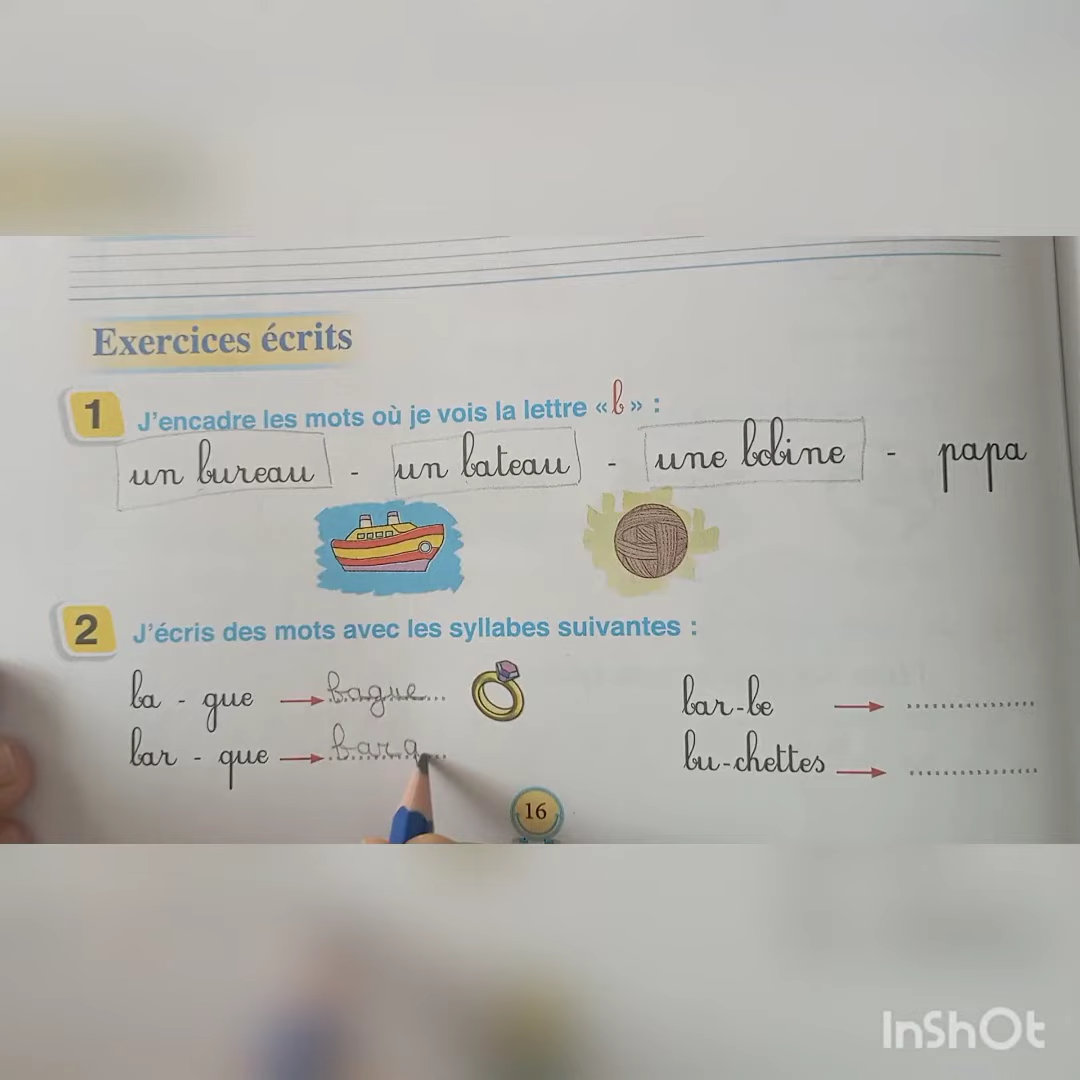 Exercices écrits
1 J'encadre les mots où je vois la lettre «b» :
un bureau - un bateau - une bobine - papa
2 J'écris des mots avec les syllabes suivantes :
ba - gue → bague... bar-be → ....................
bar - que → barq... bu-chettes → ....................
16
InShOt